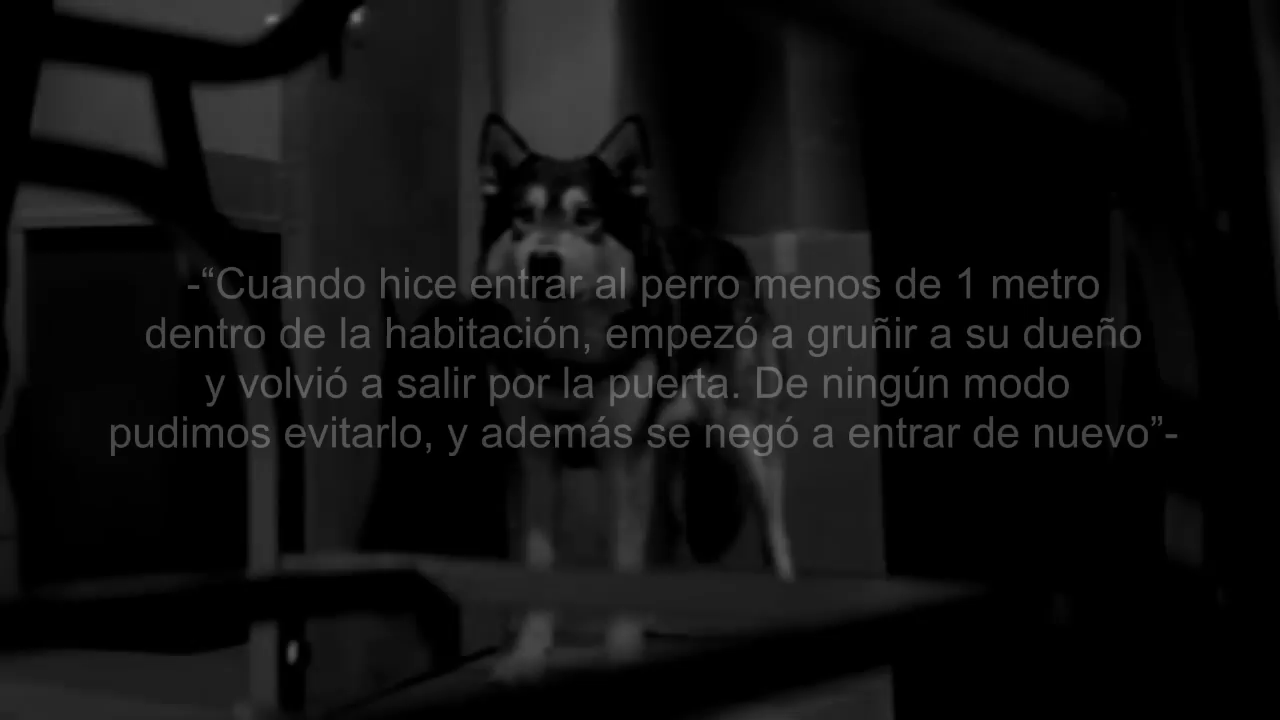 -“Cuando hice entrar al perro menos de 1 metro
dentro de la habitación, empezó a gruñir a su dueño
y volvió a salir por la puerta. De ningún modo
pudimos evitarlo, y además se negó a entrar de nuevo”-